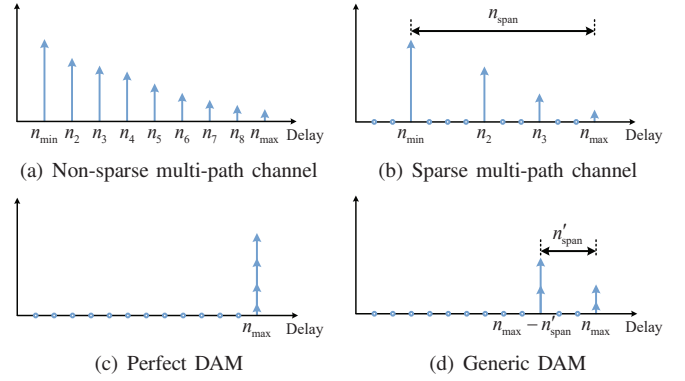 n_span
n_min n_2 n_3 n_4 n_5 n_6 n_7 n_8 n_max Delay
n_min n_2 n_3 n_max Delay
(a) Non-sparse multi-path channel
(b) Sparse multi-path channel
n'_span
n_max Delay
n_max − n'_span n_max Delay
(c) Perfect DAM
(d) Generic DAM